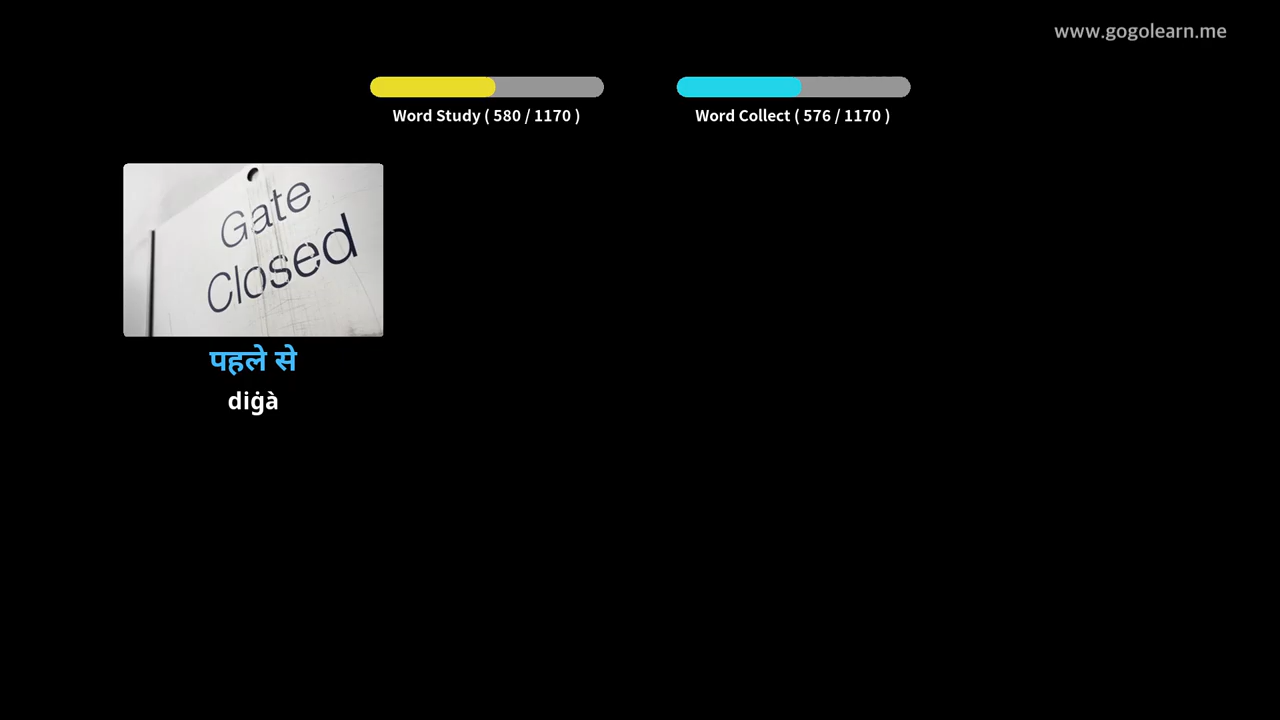 www.gogolearn.me
Word Study ( 580 / 1170 )
Word Collect ( 576 / 1170 )
Gate
Closed
पहले से
diġà